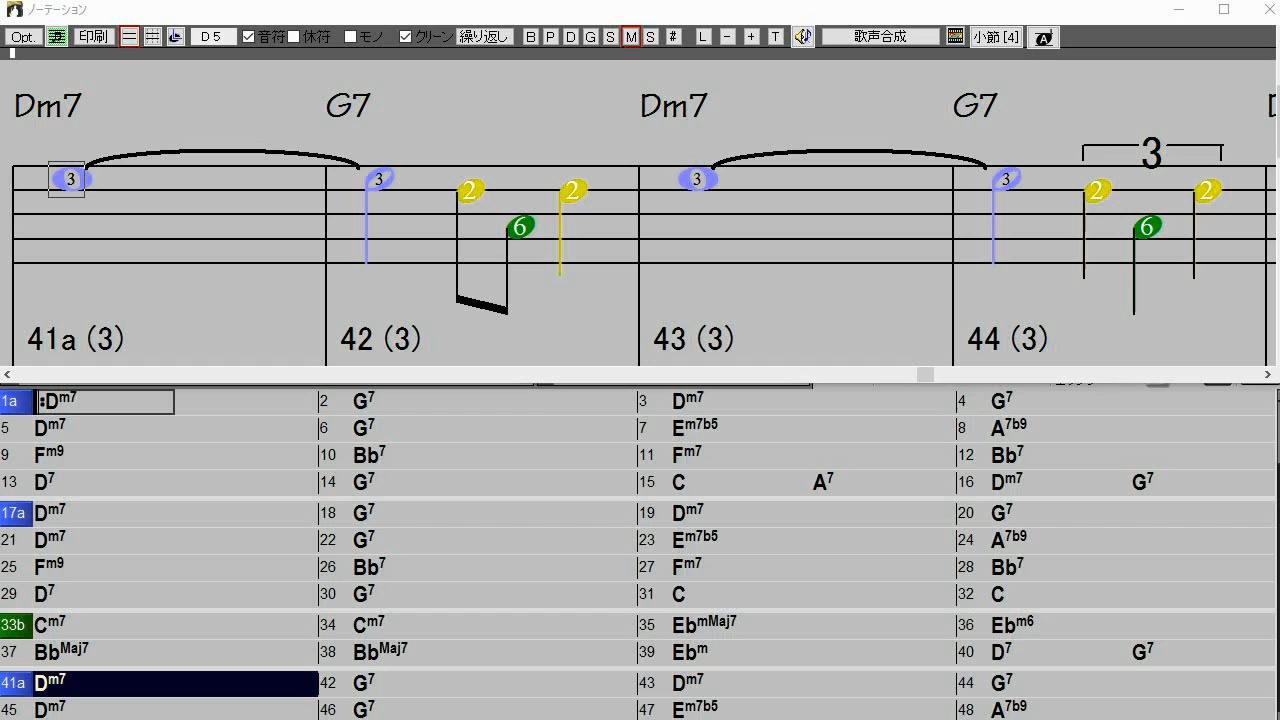 ノーテーション
Opt. 印刷 D 5 音符 休符 モノ クリーン 繰り返し B P D G S M S # L − + T 歌声合成 小節 [4] A
Dm7 G7 Dm7 G7
3
3 3 2 6 2 3 3 2 6 2
41a (3) 42 (3) 43 (3) 44 (3)
1a :Dm7 2 G7 3 Dm7 4 G7
5 Dm7 6 G7 7 Em7b5 8 A7b9
9 Fm9 10 Bb7 11 Fm7 12 Bb7
13 D7 14 G7 15 C A7 16 Dm7 G7
17a Dm7 18 G7 19 Dm7 20 G7
21 Dm7 22 G7 23 Em7b5 24 A7b9
25 Fm9 26 Bb7 27 Fm7 28 Bb7
29 D7 30 G7 31 C 32 C
33b Cm7 34 Cm7 35 EbmMaj7 36 Ebm6
37 BbMaj7 38 BbMaj7 39 Ebm 40 D7 G7
41a Dm7 42 G7 43 Dm7 44 G7
45 Dm7 46 G7 47 Em7b5 48 A7b9